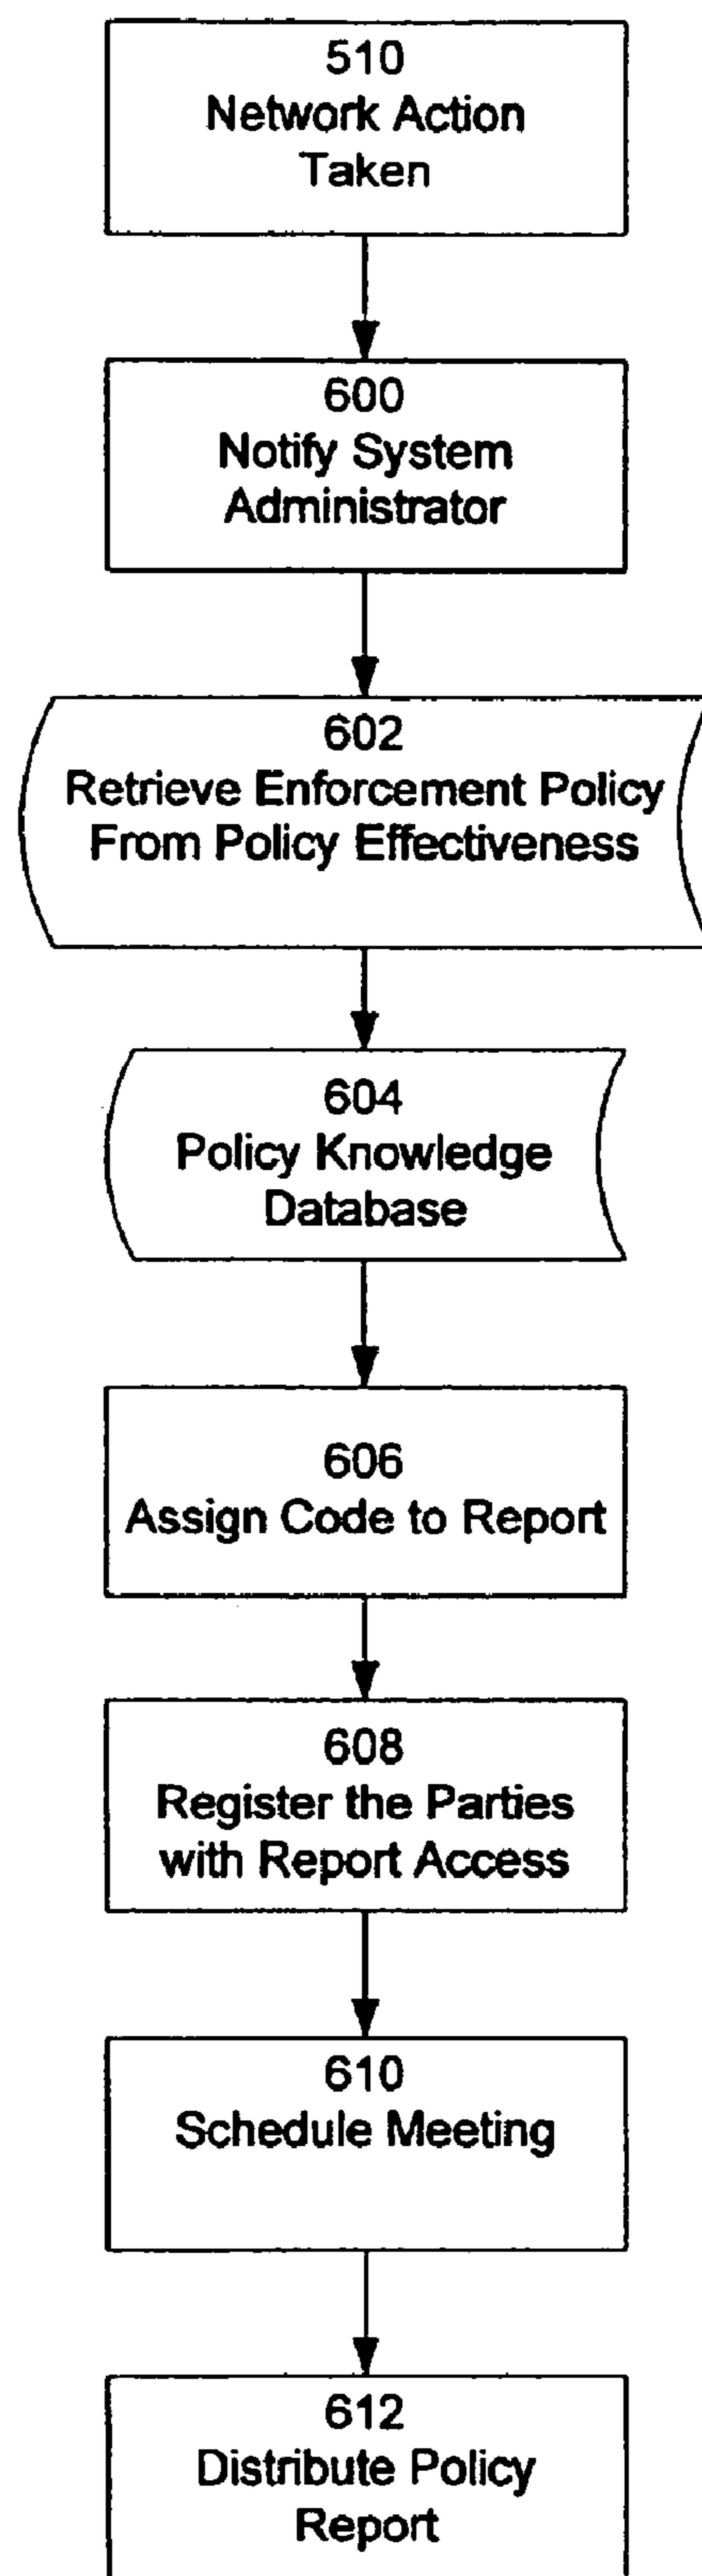 510
Network Action
Taken
600
Notify System
Administrator
602
Retrieve Enforcement Policy
From Policy Effectiveness
604
Policy Knowledge
Database
606
Assign Code to Report
608
Register the Parties
with Report Access
610
Schedule Meeting
612
Distribute Policy
Report